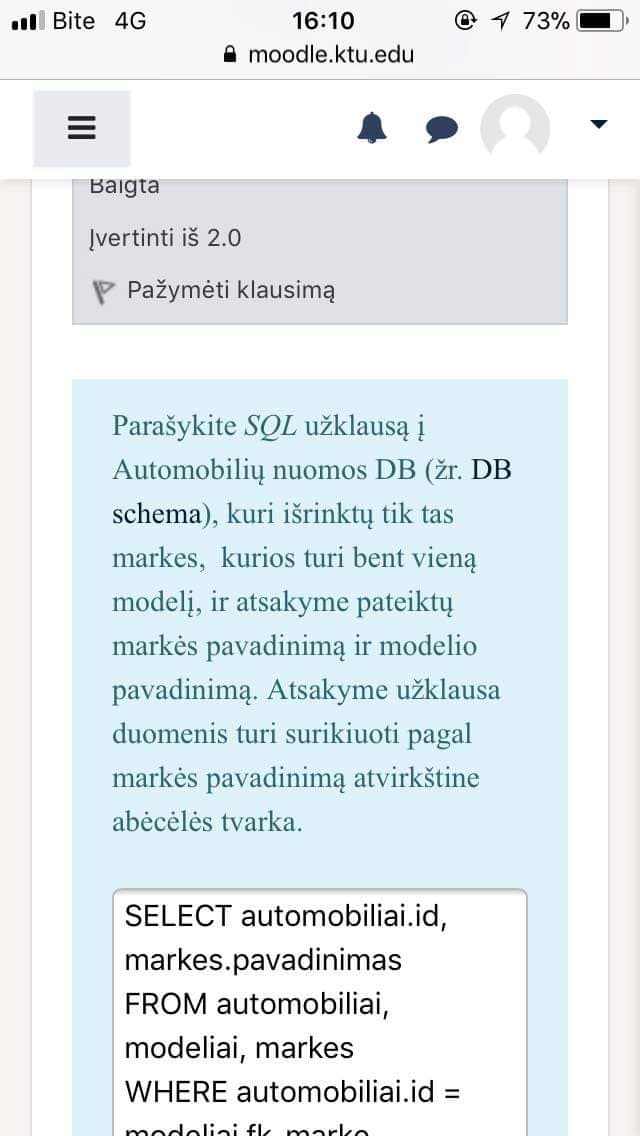 Bite 4G 16:10 73%
moodle.ktu.edu
Baigta
Įvertinti iš 2.0
Pažymėti klausimą
Parašykite SQL užklausą į
Automobilių nuomos DB (žr. DB
schema), kuri išrinktų tik tas
markes, kurios turi bent vieną
modelį, ir atsakyme pateiktų
markės pavadinimą ir modelio
pavadinimą. Atsakyme užklausa
duomenis turi surikiuoti pagal
markės pavadinimą atvirkštine
abėcėlės tvarka.
SELECT automobiliai.id,
markes.pavadinimas
FROM automobiliai,
modeliai, markes
WHERE automobiliai.id =
modeliai.fk_marke